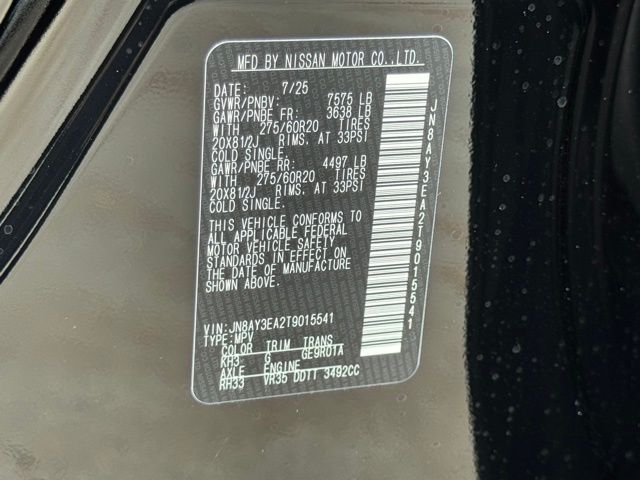 MFD BY NISSAN MOTOR CO.,LTD.
DATE: 7/25
GVWR/PNBV: 7575 LB
GAWR/PNBE FR: 3638 LB
WITH 275/60R20 TIRES
20X81/2J RIMS. AT 33PSI
COLD SINGLE.
GAWR/PNBE RR: 4497 LB
WITH 275/60R20 TIRES
20X81/2J RIMS. AT 33PSI
COLD SINGLE.
THIS VEHICLE CONFORMS TO
ALL APPLICABLE FEDERAL
MOTOR VEHICLE SAFETY
STANDARDS IN EFFECT ON
THE DATE OF MANUFACTURE
SHOWN ABOVE.
VIN: JN8AY3EA2T9015541
TYPE: MPV
COLOR TRIM TRANS
KH3 G GE9R01A
AXLE ENGINE
RH33 VR35 DDTT 3492CC
JN8AY3EA2T9015541